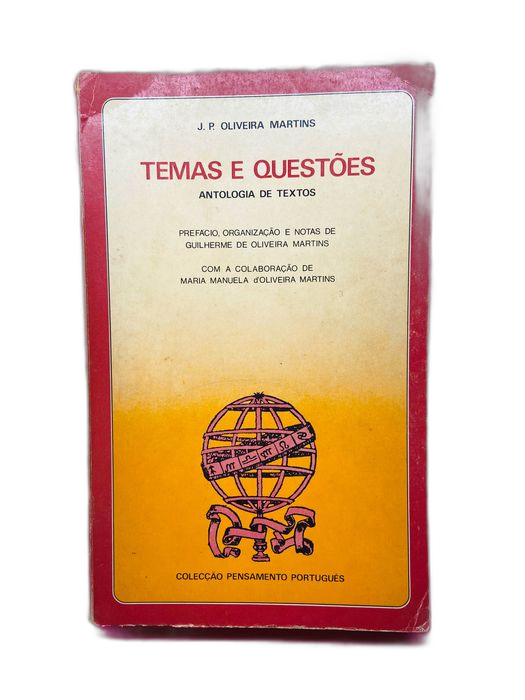 J. P. OLIVEIRA MARTINS
TEMAS E QUESTÕES
ANTOLOGIA DE TEXTOS
PREFÁCIO, ORGANIZAÇÃO E NOTAS DE
GUILHERME DE OLIVEIRA MARTINS
COM A COLABORAÇÃO DE
MARIA MANUELA d'OLIVEIRA MARTINS
COLECÇÃO PENSAMENTO PORTUGUÊS